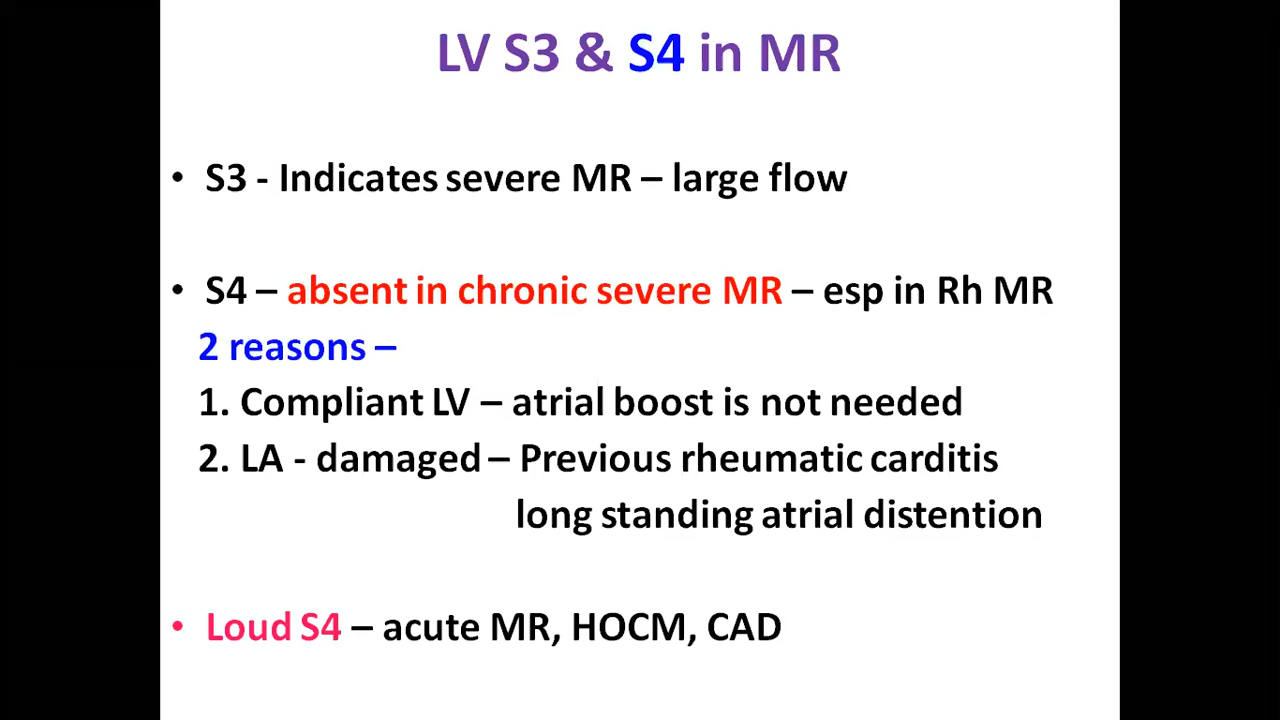 LV S3 & S4 in MR
• S3 - Indicates severe MR – large flow
• S4 – absent in chronic severe MR – esp in Rh MR
2 reasons –
1. Compliant LV – atrial boost is not needed
2. LA - damaged – Previous rheumatic carditis
long standing atrial distention
• Loud S4 – acute MR, HOCM, CAD